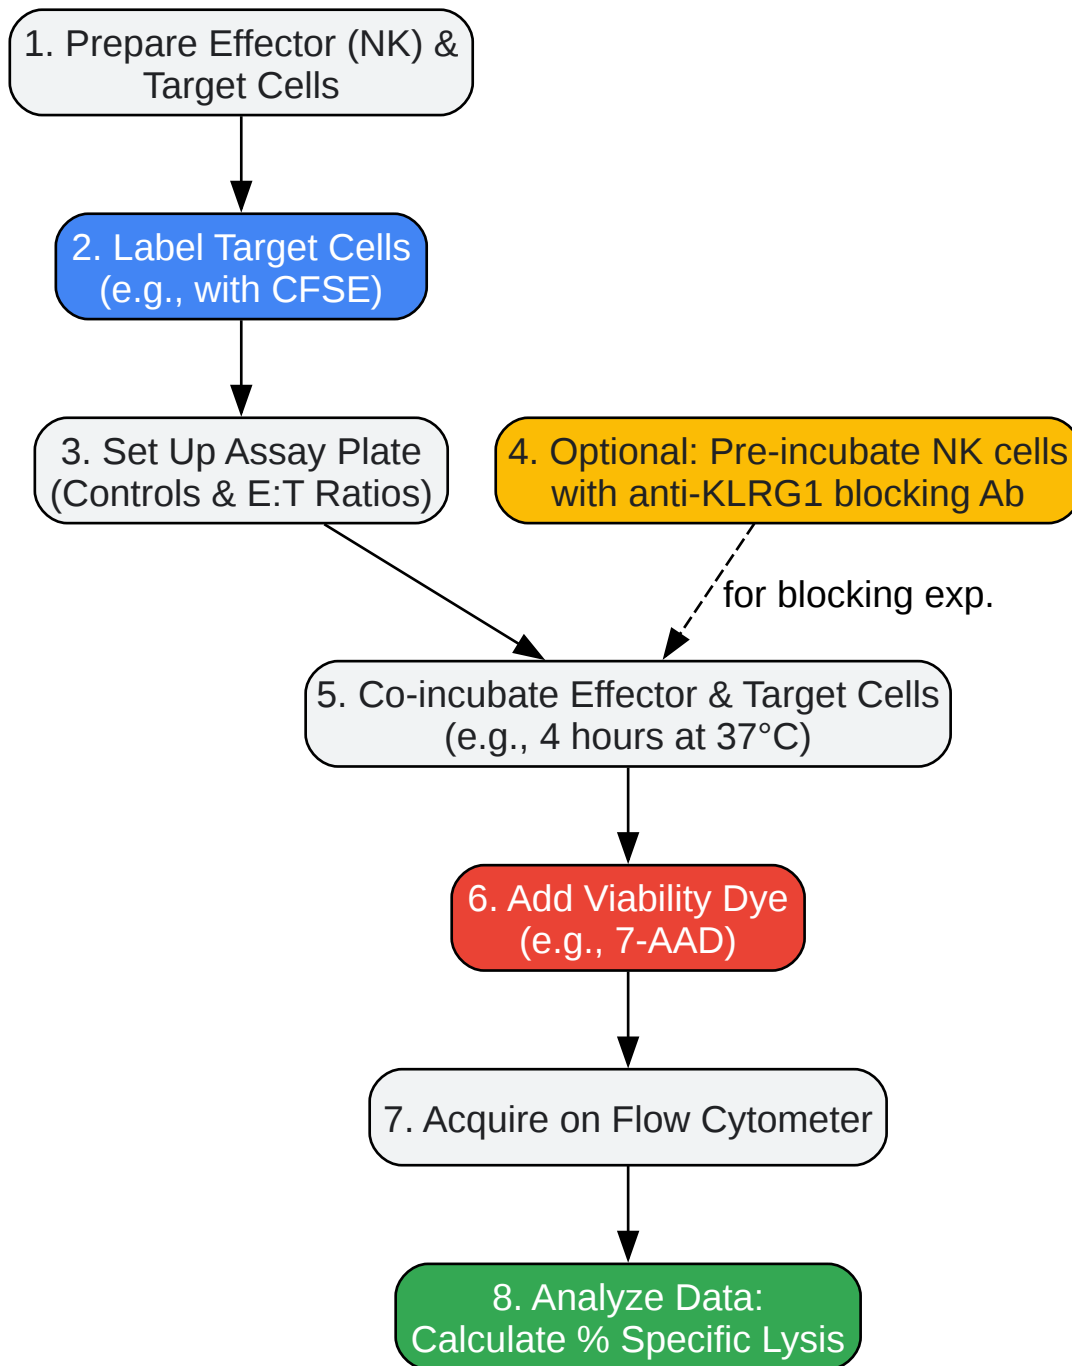 1. Prepare Effector (NK) &
Target Cells
2. Label Target Cells
(e.g., with CFSE)
3. Set Up Assay Plate
(Controls & E:T Ratios)
4. Optional: Pre-incubate NK cells
with anti-KLRG1 blocking Ab
for blocking exp.
5. Co-incubate Effector & Target Cells
(e.g., 4 hours at 37°C)
6. Add Viability Dye
(e.g., 7-AAD)
7. Acquire on Flow Cytometer
8. Analyze Data:
Calculate % Specific Lysis